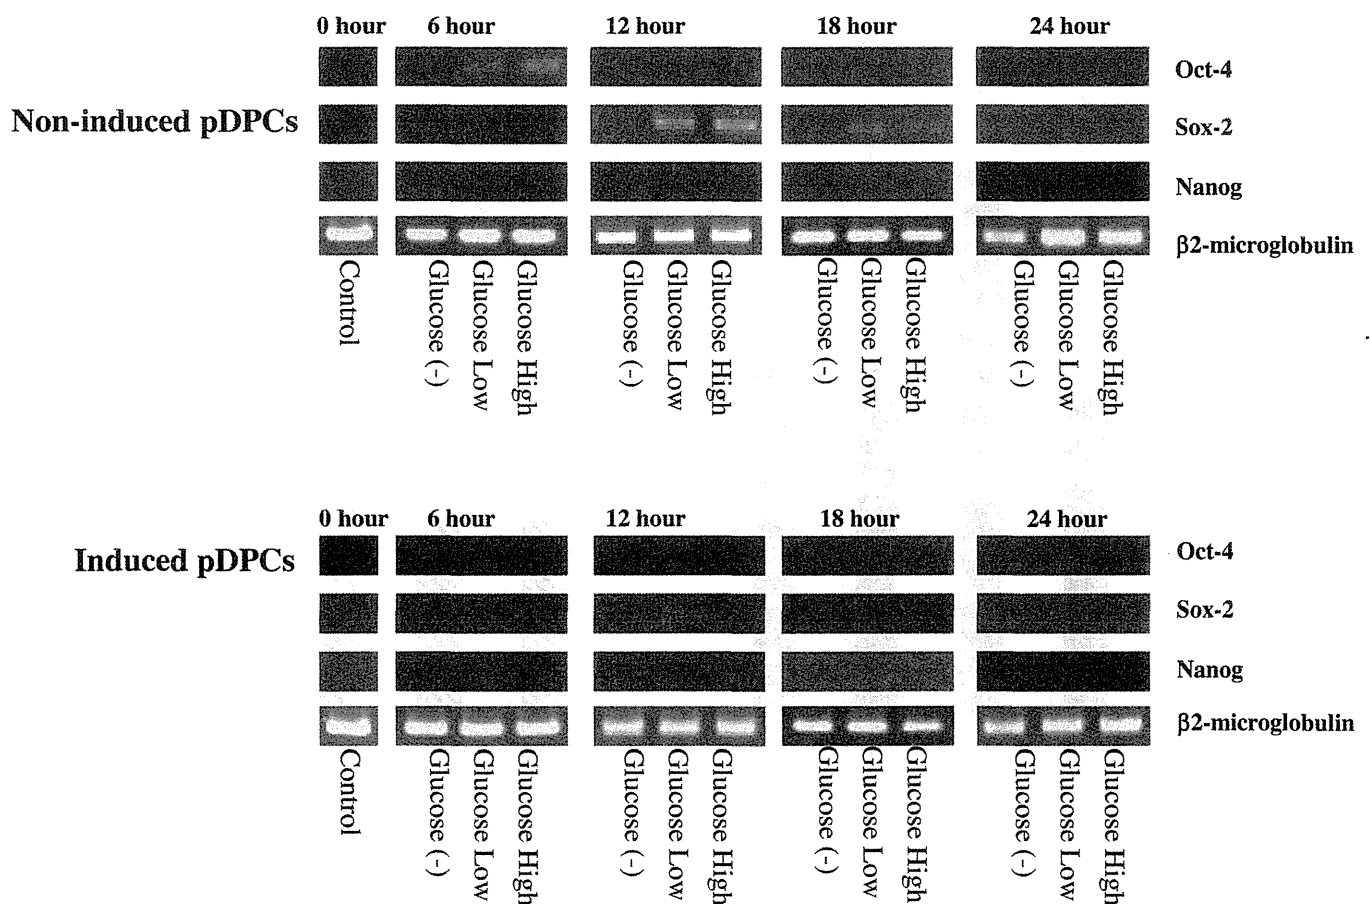 0 hour 6 hour 12 hour 18 hour 24 hour
Oct-4
Non-induced pDPCs
Sox-2
Nanog
β2-microglobulin
Control
Glucose (-)
Glucose Low
Glucose High
Glucose (-)
Glucose Low
Glucose High
Glucose (-)
Glucose Low
Glucose High
Glucose (-)
Glucose Low
Glucose High
0 hour 6 hour 12 hour 18 hour 24 hour
Oct-4
Induced pDPCs
Sox-2
Nanog
β2-microglobulin
Control
Glucose (-)
Glucose Low
Glucose High
Glucose (-)
Glucose Low
Glucose High
Glucose (-)
Glucose Low
Glucose High
Glucose (-)
Glucose Low
Glucose High